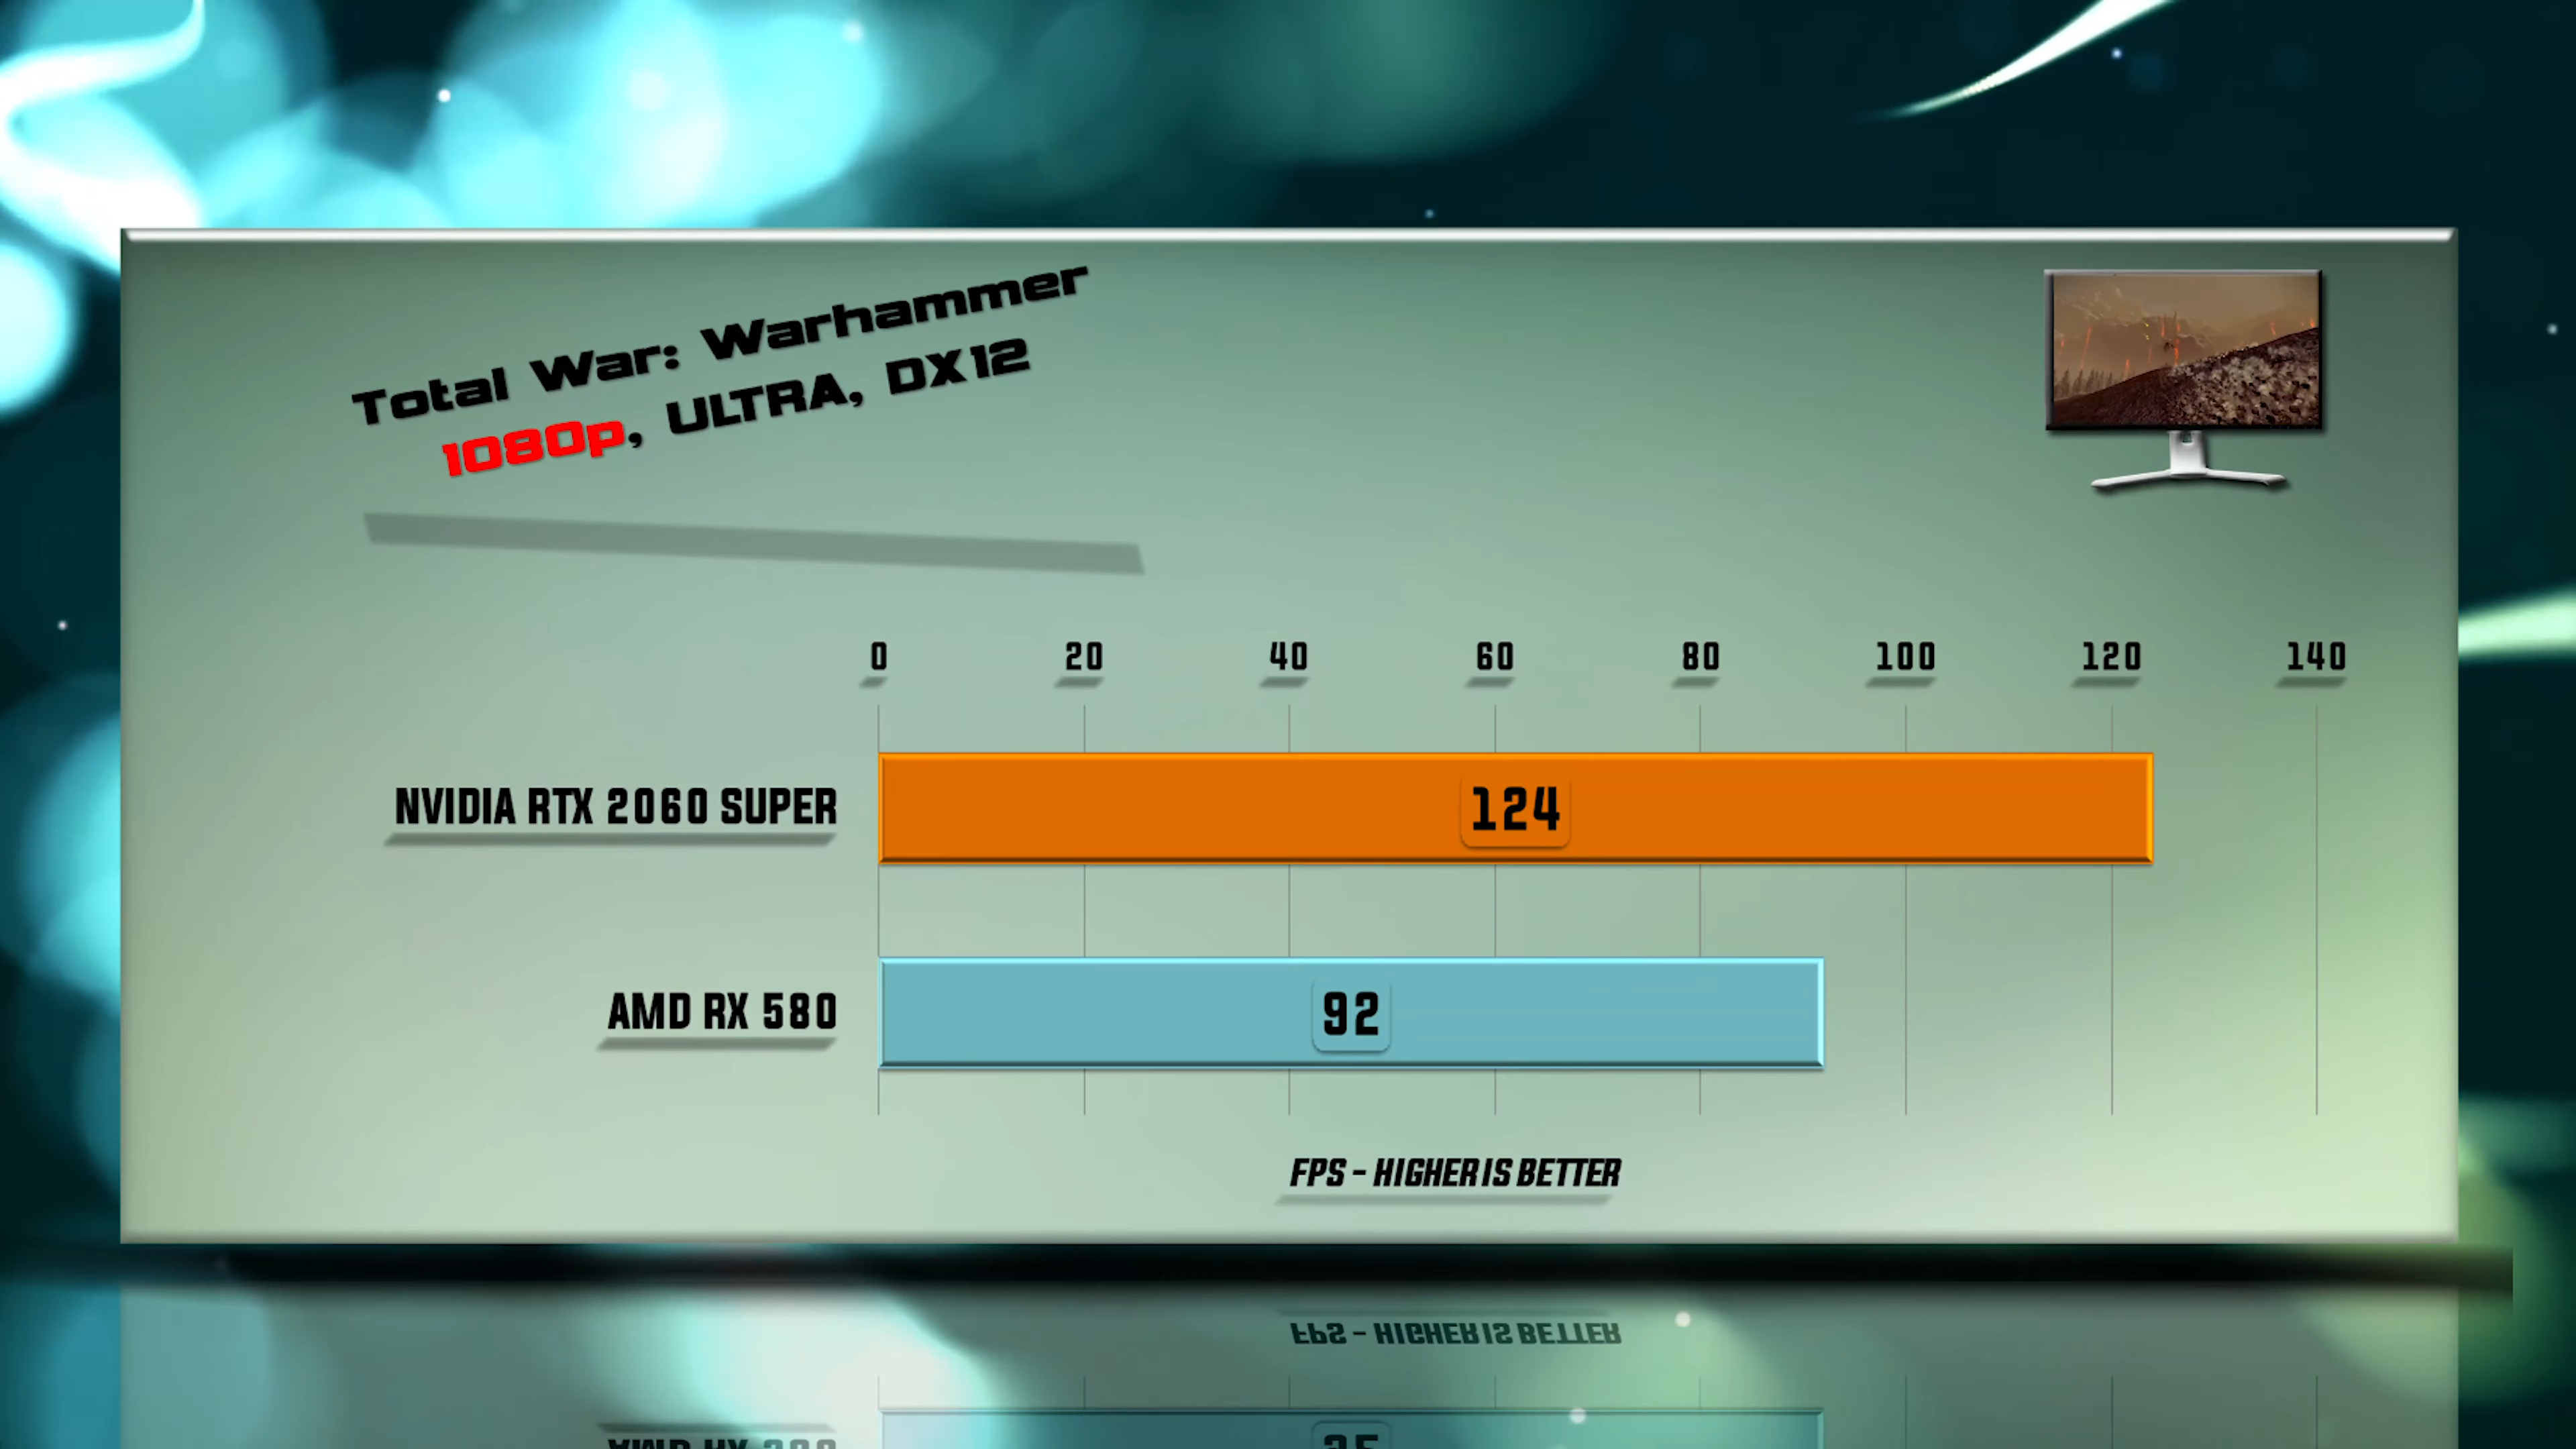 Total War: Warhammer
1080p, ULTRA, DX12
0 20 40 60 80 100 120 140
NVIDIA RTX 2060 SUPER 124
AMD RX 580 92
FPS - HIGHER IS BETTER